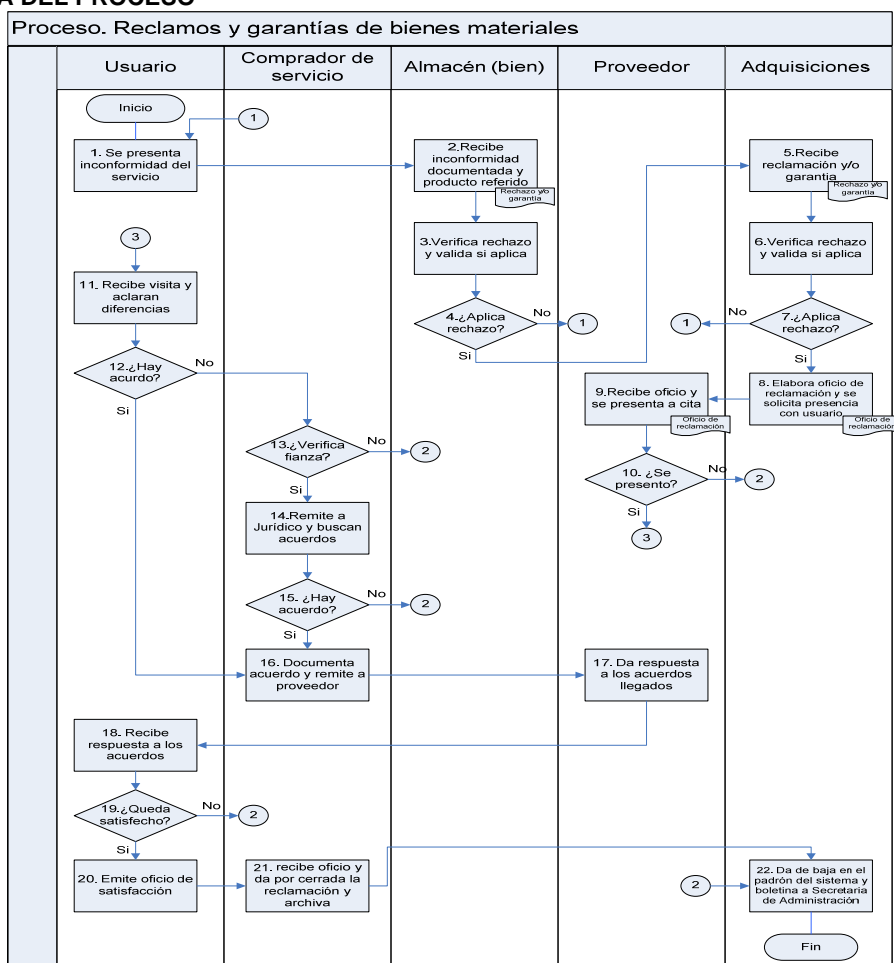 A DEL PROCESO
Proceso. Reclamos y garantías de bienes materiales
Usuario
Comprador de
servicio
Almacén (bien)
Proveedor
Adquisiciones
Inicio
1
1. Se presenta
inconformidad del
servicio
2.Recibe
inconformidad
documentada y
producto referido
Rechazo y/o
garantia
5.Recibe
reclamación y/o
garantia
Rechazo y/o
garantia
3
3.Verifica rechazo
y valida si aplica
6.Verifica rechazo
y valida si aplica
11. Recibe visita y
aclaran
diferencias
4.¿Aplica
rechazo?
No
1
Si
1
No
7.¿Aplica
rechazo?
Si
12.¿Hay
acurdo?
No
Si
9.Recibe oficio y
se presenta a cita
Oficio de
reclamación
8. Elabora oficio de
reclamación y se
solicita presencia
con usuario
Oficio de
reclamación
13.¿Verifica
fianza?
No
2
Si
10. ¿Se
presento?
No
2
Si
3
14.Remite a
Jurídico y buscan
acuerdos
15. ¿Hay
acuerdo?
No
2
Si
16. Documenta
acuerdo y remite a
proveedor
17. Da respuesta
a los acuerdos
llegados
18. Recibe
respuesta a los
acuerdos
19.¿Queda
satisfecho?
No
2
Si
20. Emite oficio de
satisfacción
21. recibe oficio y
da por cerrada la
reclamación y
archiva
2
22. Da de baja en el
padrón del sistema y
boletina a Secretaria
de Administración
Fin